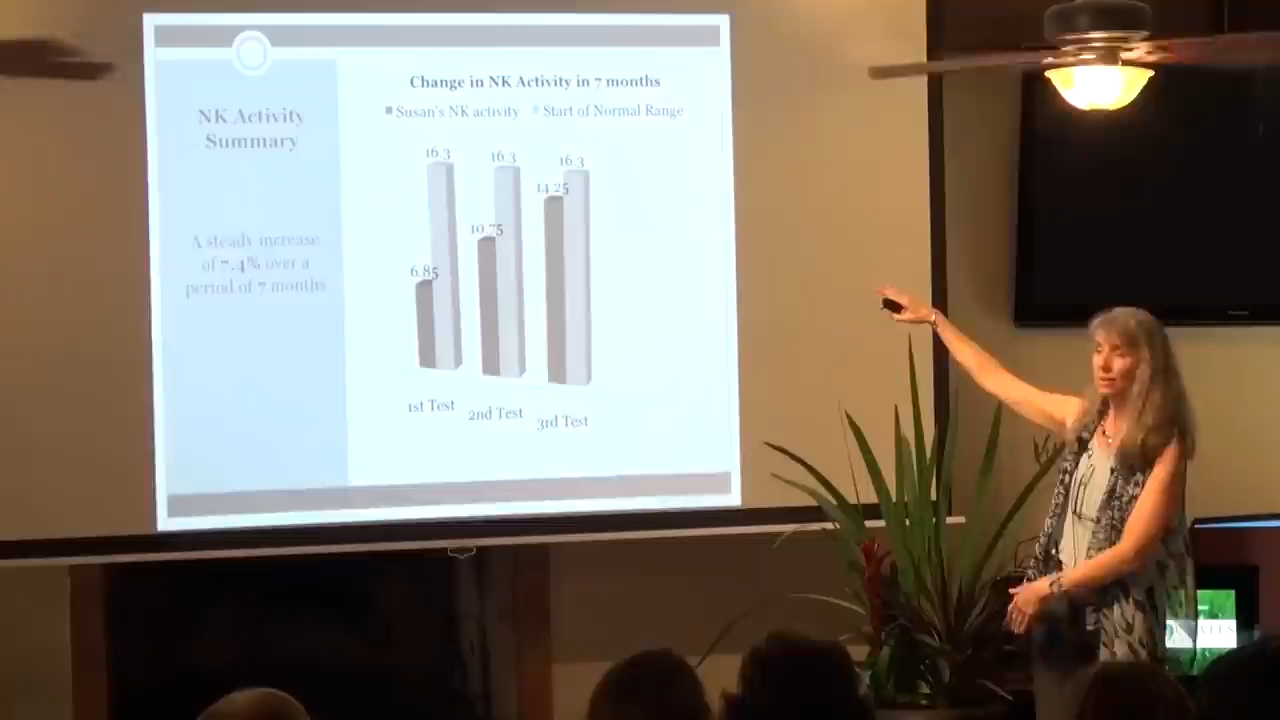 NK Activity
Summary
A steady increase
of 7.4% over a
period of 7 months
Change in NK Activity in 7 months
Susan's NK activity
Start of Normal Range
16.3
16.3
16.3
14.25
10.75
6.85
1st Test
2nd Test
3rd Test